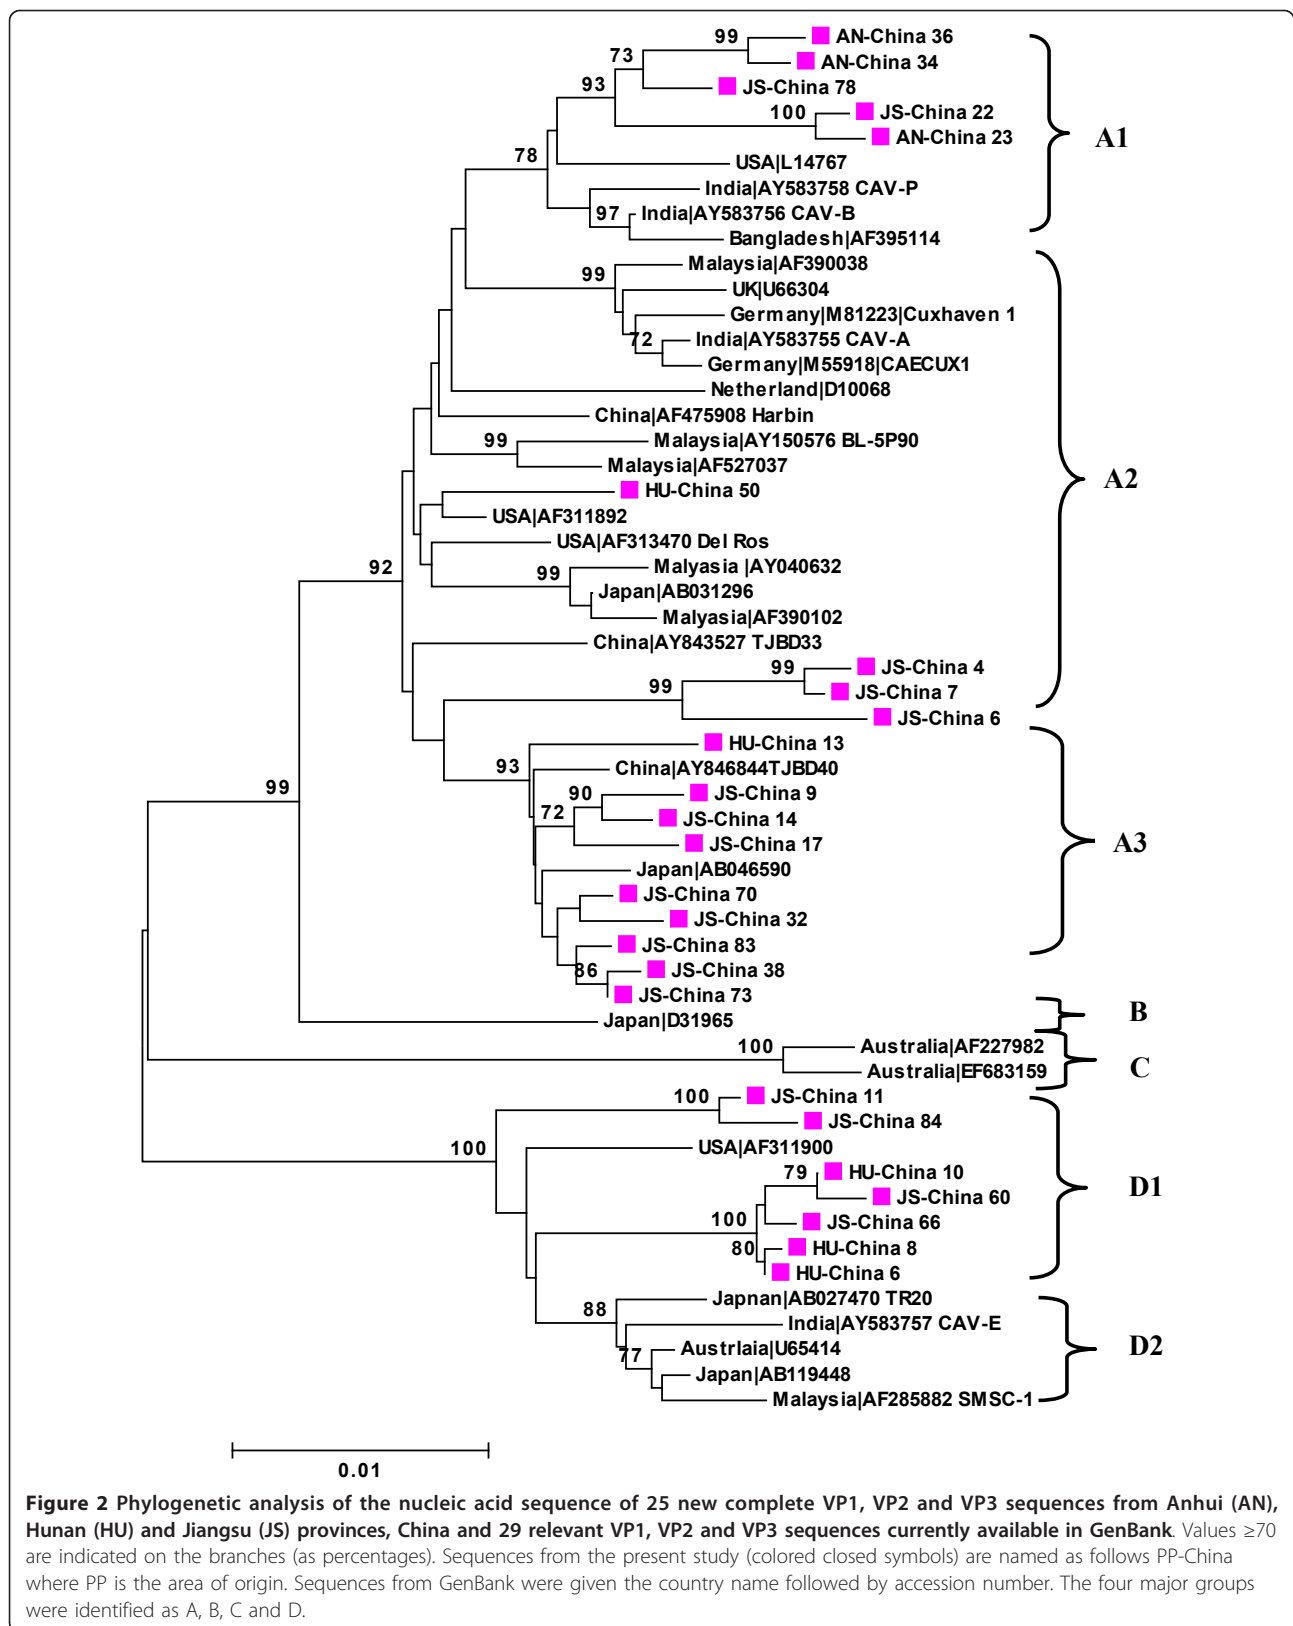 99
AN-China 36
AN-China 34
73
JS-China 78
93
100
JS-China 22
AN-China 23
A1
78
USA|L14767
India|AY583758 CAV-P
97
India|AY583756 CAV-B
Bangladesh|AF395114
99
Malaysia|AF390038
UK|U66304
Germany|M81223|Cuxhaven 1
72
India|AY583755 CAV-A
Germany|M55918|CAECUX1
Netherland|D10068
China|AF475908 Harbin
99
Malaysia|AY150576 BL-5P90
Malaysia|AF527037
A2
HU-China 50
USA|AF311892
USA|AF313470 Del Ros
92
99
Malyasia |AY040632
Japan|AB031296
Malyasia|AF390102
China|AY843527 TJBD33
99
99
JS-China 4
JS-China 7
JS-China 6
HU-China 13
93
China|AY846844TJBD40
99
90
JS-China 9
72
JS-China 14
JS-China 17
A3
Japan|AB046590
JS-China 70
JS-China 32
JS-China 83
86
JS-China 38
JS-China 73
B
Japan|D31965
100
Australia|AF227982
C
Australia|EF683159
100
JS-China 11
JS-China 84
100
USA|AF311900
79
HU-China 10
D1
JS-China 60
100
JS-China 66
80
HU-China 8
HU-China 6
88
Japnan|AB027470 TR20
India|AY583757 CAV-E
77
Austrlaia|U65414
D2
Japan|AB119448
Malaysia|AF285882 SMSC-1
0.01
Figure 2 Phylogenetic analysis of the nucleic acid sequence of 25 new complete VP1, VP2 and VP3 sequences from Anhui (AN),
Hunan (HU) and Jiangsu (JS) provinces, China and 29 relevant VP1, VP2 and VP3 sequences currently available in GenBank. Values ≥70
are indicated on the branches (as percentages). Sequences from the present study (colored closed symbols) are named as follows PP-China
where PP is the area of origin. Sequences from GenBank were given the country name followed by accession number. The four major groups
were identified as A, B, C and D.